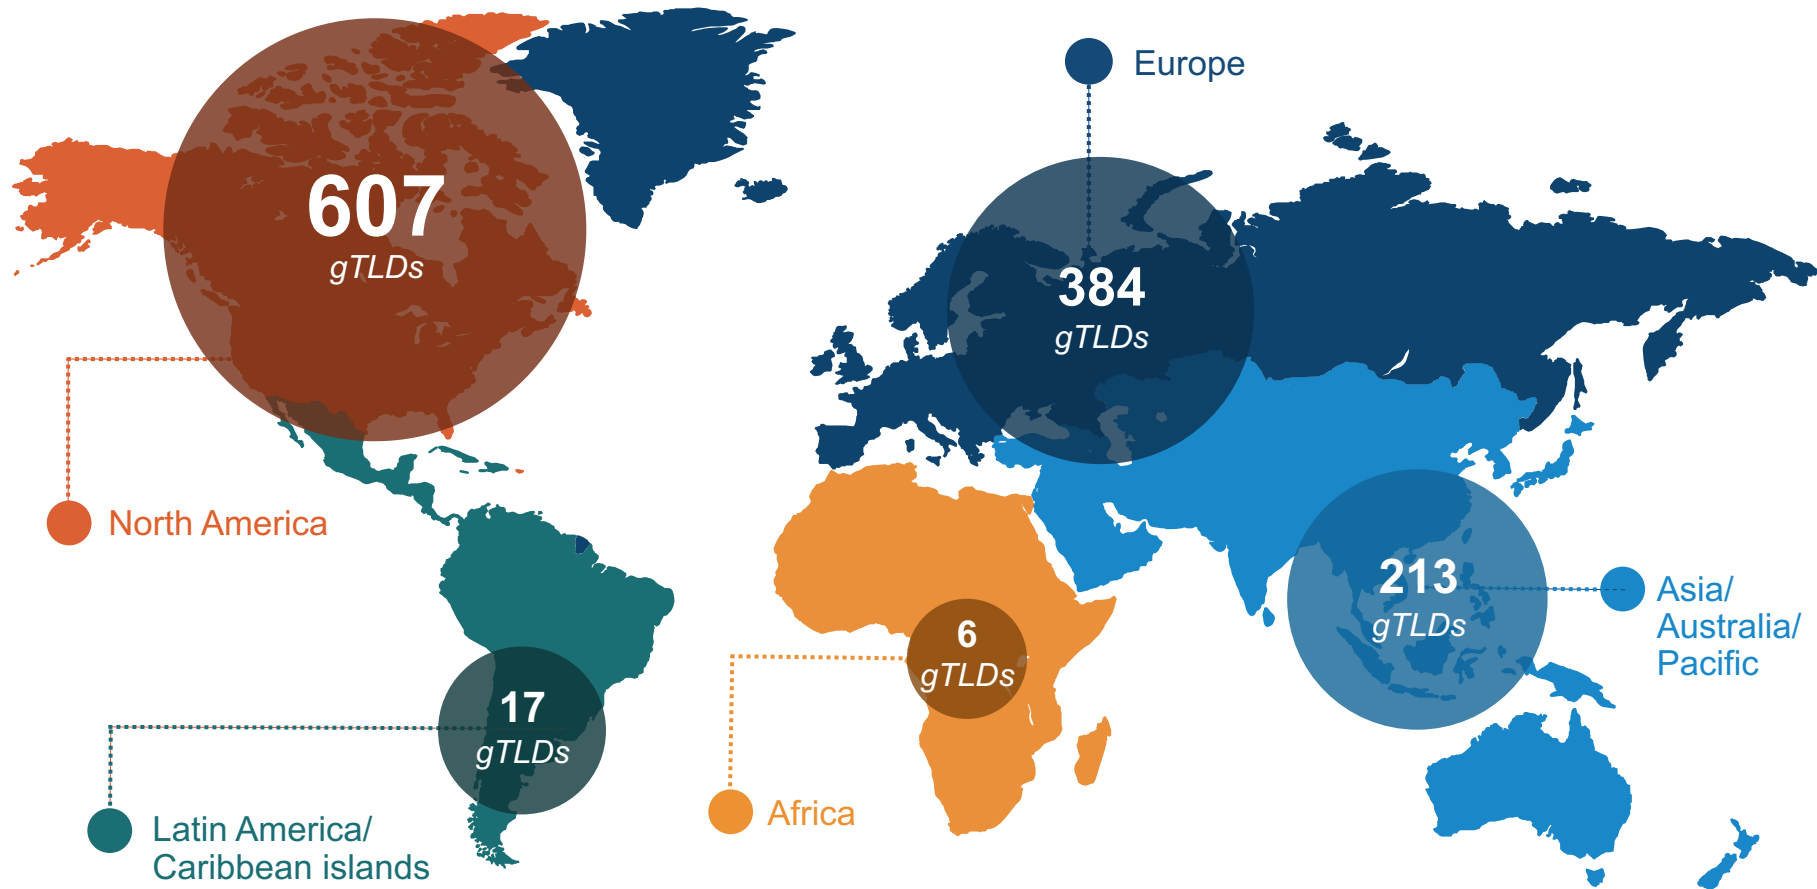 607
gTLDs
Europe
384
gTLDs
North America
213
gTLDs
Asia/
Australia/
Pacific
6
gTLDs
17
gTLDs
Africa
Latin America/
Caribbean islands